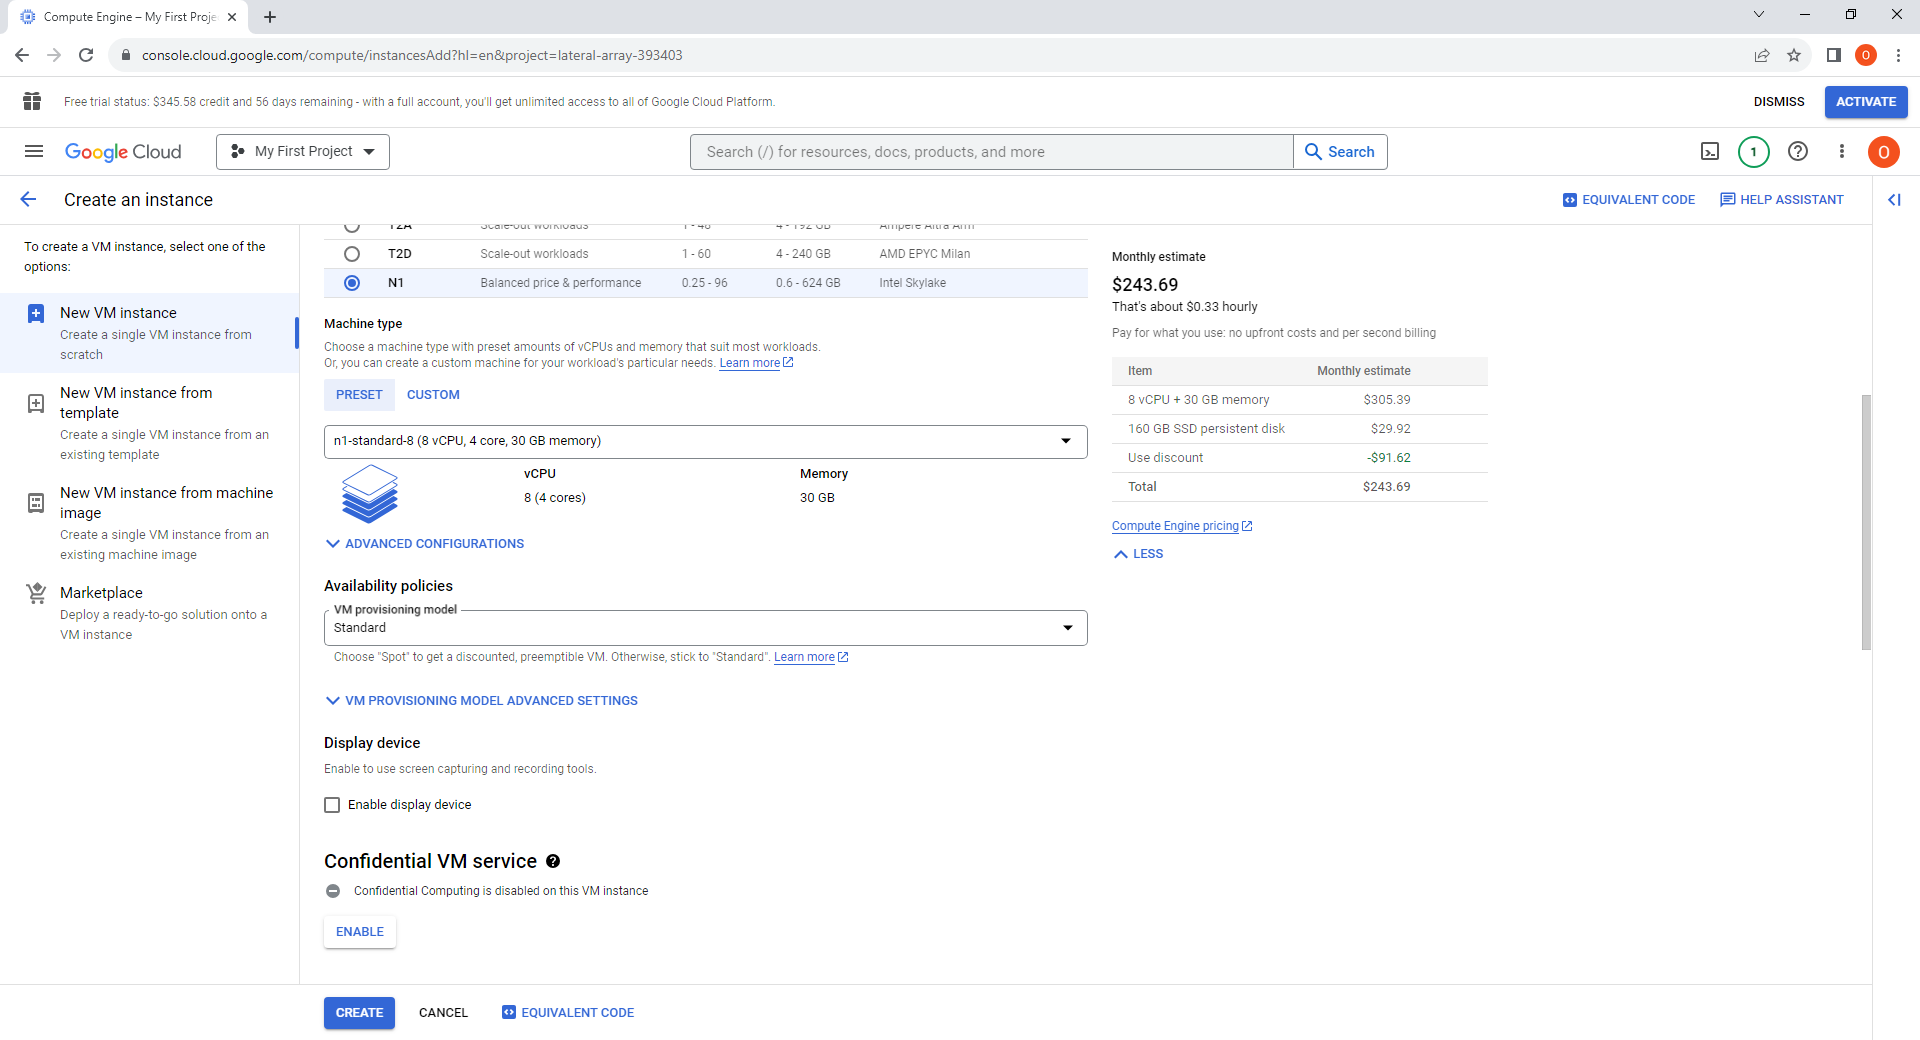 Compute Engine – My First Proje
console.cloud.google.com/compute/instancesAdd?hl=en&project=lateral-array-393403
O
Free trial status: $345.58 credit and 56 days remaining - with a full account, you'll get unlimited access to all of Google Cloud Platform.
DISMISS
ACTIVATE
Google Cloud
My First Project
Search (/) for resources, docs, products, and more
Search
1
O
Create an instance
EQUIVALENT CODE
HELP ASSISTANT
To create a VM instance, select one of the options:
New VM instance
Create a single VM instance from scratch
New VM instance from template
Create a single VM instance from an existing template
New VM instance from machine image
Create a single VM instance from an existing machine image
Marketplace
Deploy a ready-to-go solution onto a VM instance
T2A Scale-out workloads 1 - 48 4 - 192 GB Ampere Altra Arm
T2D Scale-out workloads 1 - 60 4 - 240 GB AMD EPYC Milan
N1 Balanced price & performance 0.25 - 96 0.6 - 624 GB Intel Skylake
Machine type
Choose a machine type with preset amounts of vCPUs and memory that suit most workloads.
Or, you can create a custom machine for your workload's particular needs. Learn more
PRESET CUSTOM
n1-standard-8 (8 vCPU, 4 core, 30 GB memory)
vCPU Memory
8 (4 cores) 30 GB
ADVANCED CONFIGURATIONS
Availability policies
VM provisioning model
Standard
Choose "Spot" to get a discounted, preemptible VM. Otherwise, stick to "Standard". Learn more
VM PROVISIONING MODEL ADVANCED SETTINGS
Display device
Enable to use screen capturing and recording tools.
Enable display device
Confidential VM service
Confidential Computing is disabled on this VM instance
ENABLE
Monthly estimate
$243.69
That's about $0.33 hourly
Pay for what you use: no upfront costs and per second billing
Item Monthly estimate
8 vCPU + 30 GB memory $305.39
160 GB SSD persistent disk $29.92
Use discount -$91.62
Total $243.69
Compute Engine pricing
LESS
CREATE
CANCEL
EQUIVALENT CODE